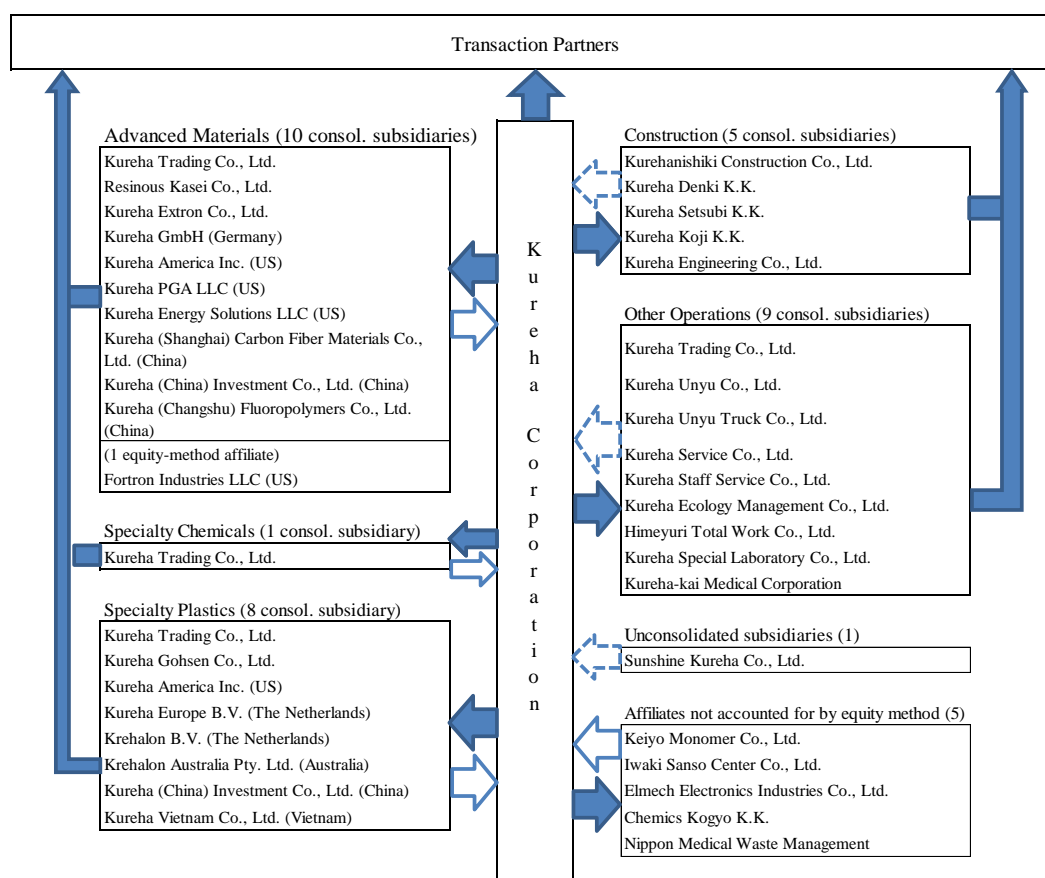 Transaction Partners
Advanced Materials (10 consol. subsidiaries)
Kureha Trading Co., Ltd.
Resinous Kasei Co., Ltd.
Kureha Extron Co., Ltd.
Kureha GmbH (Germany)
Kureha America Inc. (US)
Kureha PGA LLC (US)
Kureha Energy Solutions LLC (US)
Kureha (Shanghai) Carbon Fiber Materials Co.,
Ltd. (China)
Kureha (China) Investment Co., Ltd. (China)
Kureha (Changshu) Fluoropolymers Co., Ltd.
(China)
(1 equity-method affiliate)
Fortron Industries LLC (US)
Specialty Chemicals (1 consol. subsidiary)
Kureha Trading Co., Ltd.
Specialty Plastics (8 consol. subsidiary)
Kureha Trading Co., Ltd.
Kureha Gohsen Co., Ltd.
Kureha America Inc. (US)
Kureha Europe B.V. (The Netherlands)
Krehalon B.V. (The Netherlands)
Krehalon Australia Pty. Ltd. (Australia)
Kureha (China) Investment Co., Ltd. (China)
Kureha Vietnam Co., Ltd. (Vietnam)
Kureha Corporation
Construction (5 consol. subsidiaries)
Kurehanishiki Construction Co., Ltd.
Kureha Denki K.K.
Kureha Setsubi K.K.
Kureha Koji K.K.
Kureha Engineering Co., Ltd.
Other Operations (9 consol. subsidiaries)
Kureha Trading Co., Ltd.
Kureha Unyu Co., Ltd.
Kureha Unyu Truck Co., Ltd.
Kureha Service Co., Ltd.
Kureha Staff Service Co., Ltd.
Kureha Ecology Management Co., Ltd.
Himeyuri Total Work Co., Ltd.
Kureha Special Laboratory Co., Ltd.
Kureha-kai Medical Corporation
Unconsolidated subsidiaries (1)
Sunshine Kureha Co., Ltd.
Affiliates not accounted for by equity method (5)
Keiyo Monomer Co., Ltd.
Iwaki Sanso Center Co., Ltd.
Elmech Electronics Industries Co., Ltd.
Chemics Kogyo K.K.
Nippon Medical Waste Management